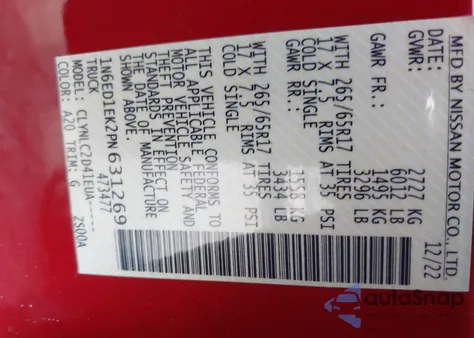 MFD BY NISSAN MOTOR CO., LTD.
DATE: 12/22
GVWR: 2727 KG
6012 LB
GAWR FR.: 1495 KG
3296 LB
WITH 265/65R17 TIRES
17 X 7.5 RIMS AT 35 PSI
COLD SINGLE
GAWR RR.: 1558 KG
3434 LB
WITH 265/65R17 TIRES
17 X 7.5 RIMS AT 35 PSI
COLD SINGLE
THIS VEHICLE CONFORMS TO
ALL APPLICABLE FEDERAL
MOTOR VEHICLE SAFETY AND
THEFT PREVENTION
STANDARDS IN EFFECT ON
THE DATE OF MANUFACTURE
SHOWN ABOVE.
1N6ED1EK2PN631269
TRUCK 473477
MODEL: CLYNLC2D41EUA-----
COLOR: A20 TRIM: G ZS00A
autoSnap